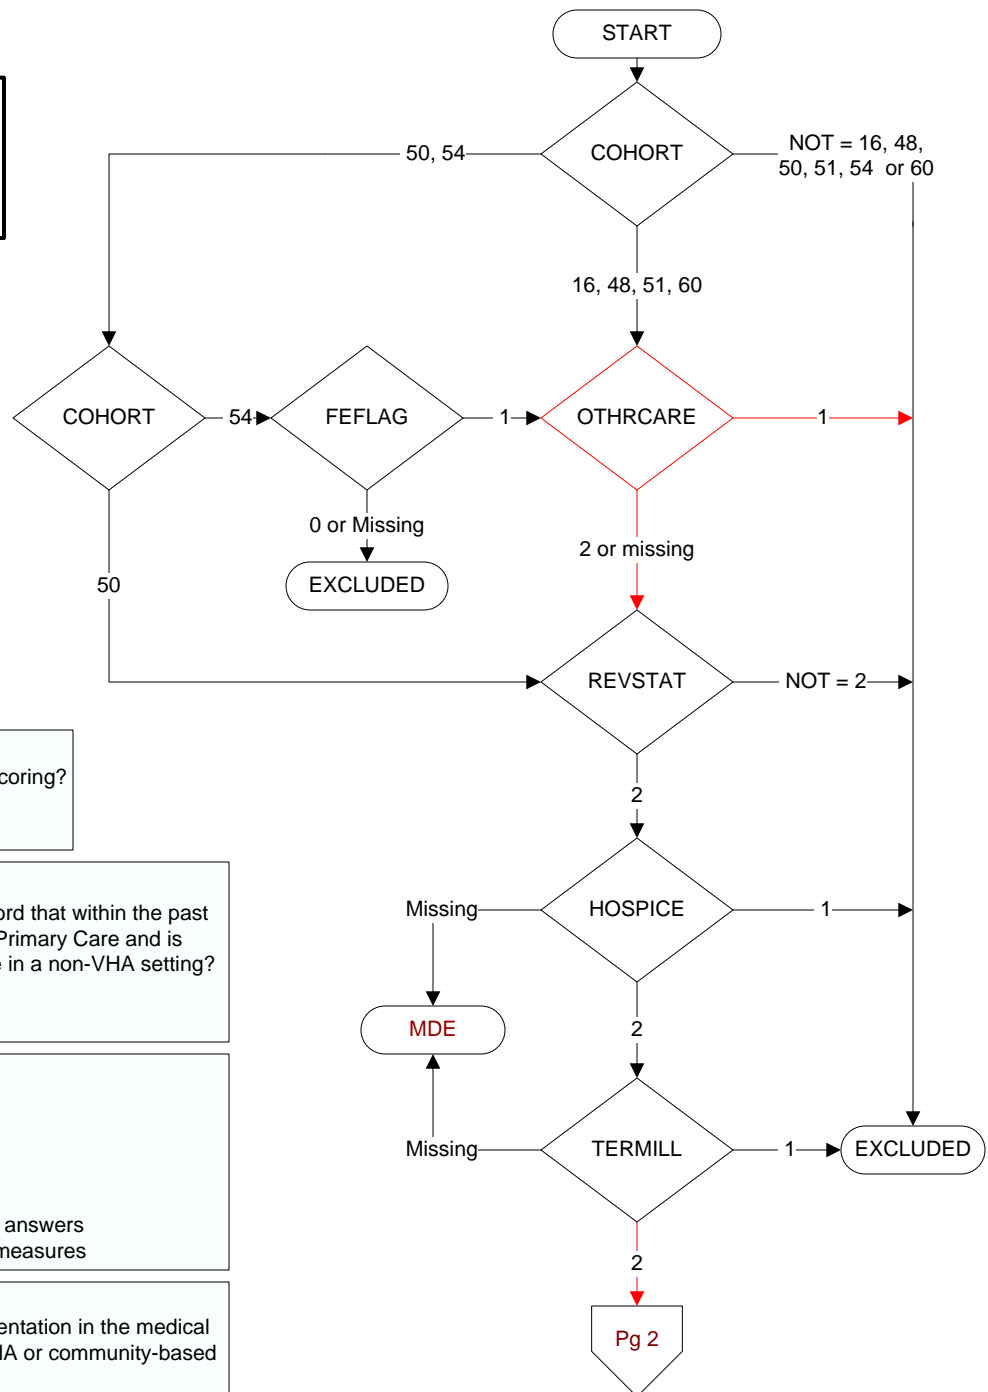 START
COHORT
50, 54
NOT = 16, 48,
50, 51, 54 or 60
16, 48, 51, 60
COHORT
54
FEFLAG
1
OTHRCARE
1
0 or Missing
2 or missing
EXCLUDED
50
REVSTAT
NOT = 2
2
coring?
ord that within the past
Primary Care and is
e in a non-VHA setting?
Missing
HOSPICE
1
MDE
2
Missing
TERMILL
1
EXCLUDED
answers
measures
2
entation in the medical
HA or community-based
Pg 2